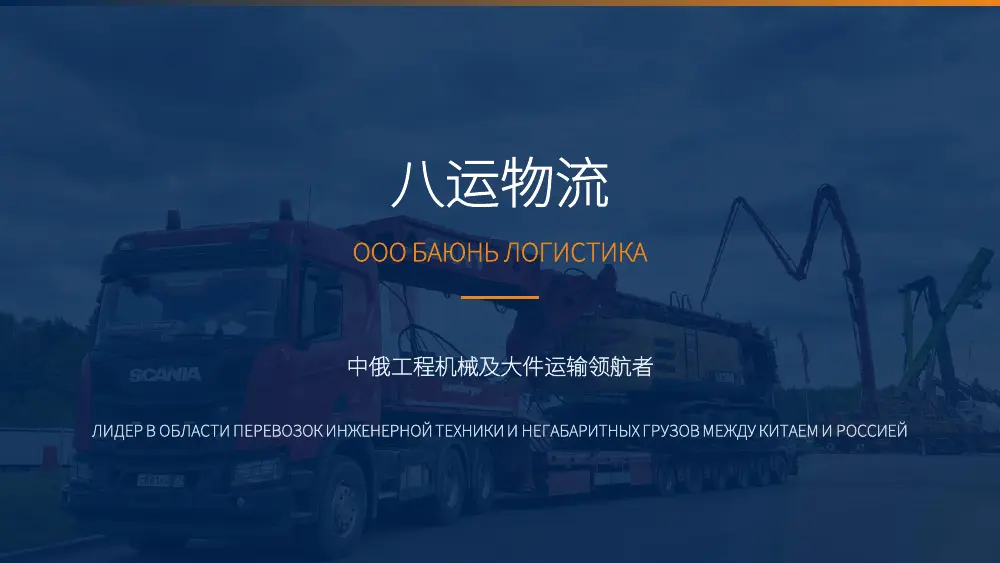 八运物流
ООО БАЮНЬ ЛОГИСТИКА
中俄工程机械及大件运输领航者
ЛИДЕР В ОБЛАСТИ ПЕРЕВОЗОК ИНЖЕНЕРНОЙ ТЕХНИКИ И НЕГАБАРИТНЫХ ГРУЗОВ МЕЖДУ КИТАЕМ И РОССИЕЙ
SCANIA